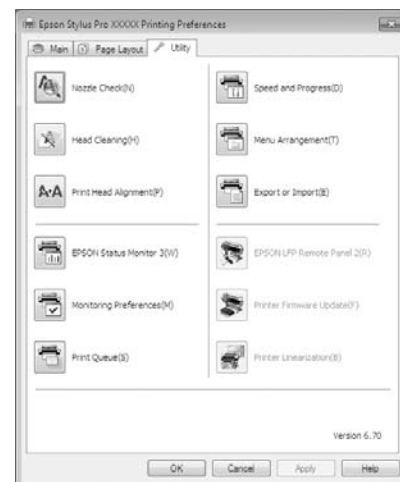 Epson Stylus Pro XXXXX Printing Preferences
Main
Page Layout
Utility
Nozzle Check(N)
Speed and Progress(D)
Head Cleaning(H)
Menu Arrangement(T)
Print Head Alignment(P)
Export or Import(E)
EPSON Status Monitor 3(W)
EPSON LFP Remote Panel 2(R)
Monitoring Preferences(M)
Printer Firmware Update(F)
Print Queue(S)
Printer Linearization(B)
Version 6.70
OK
Cancel
Apply
Help